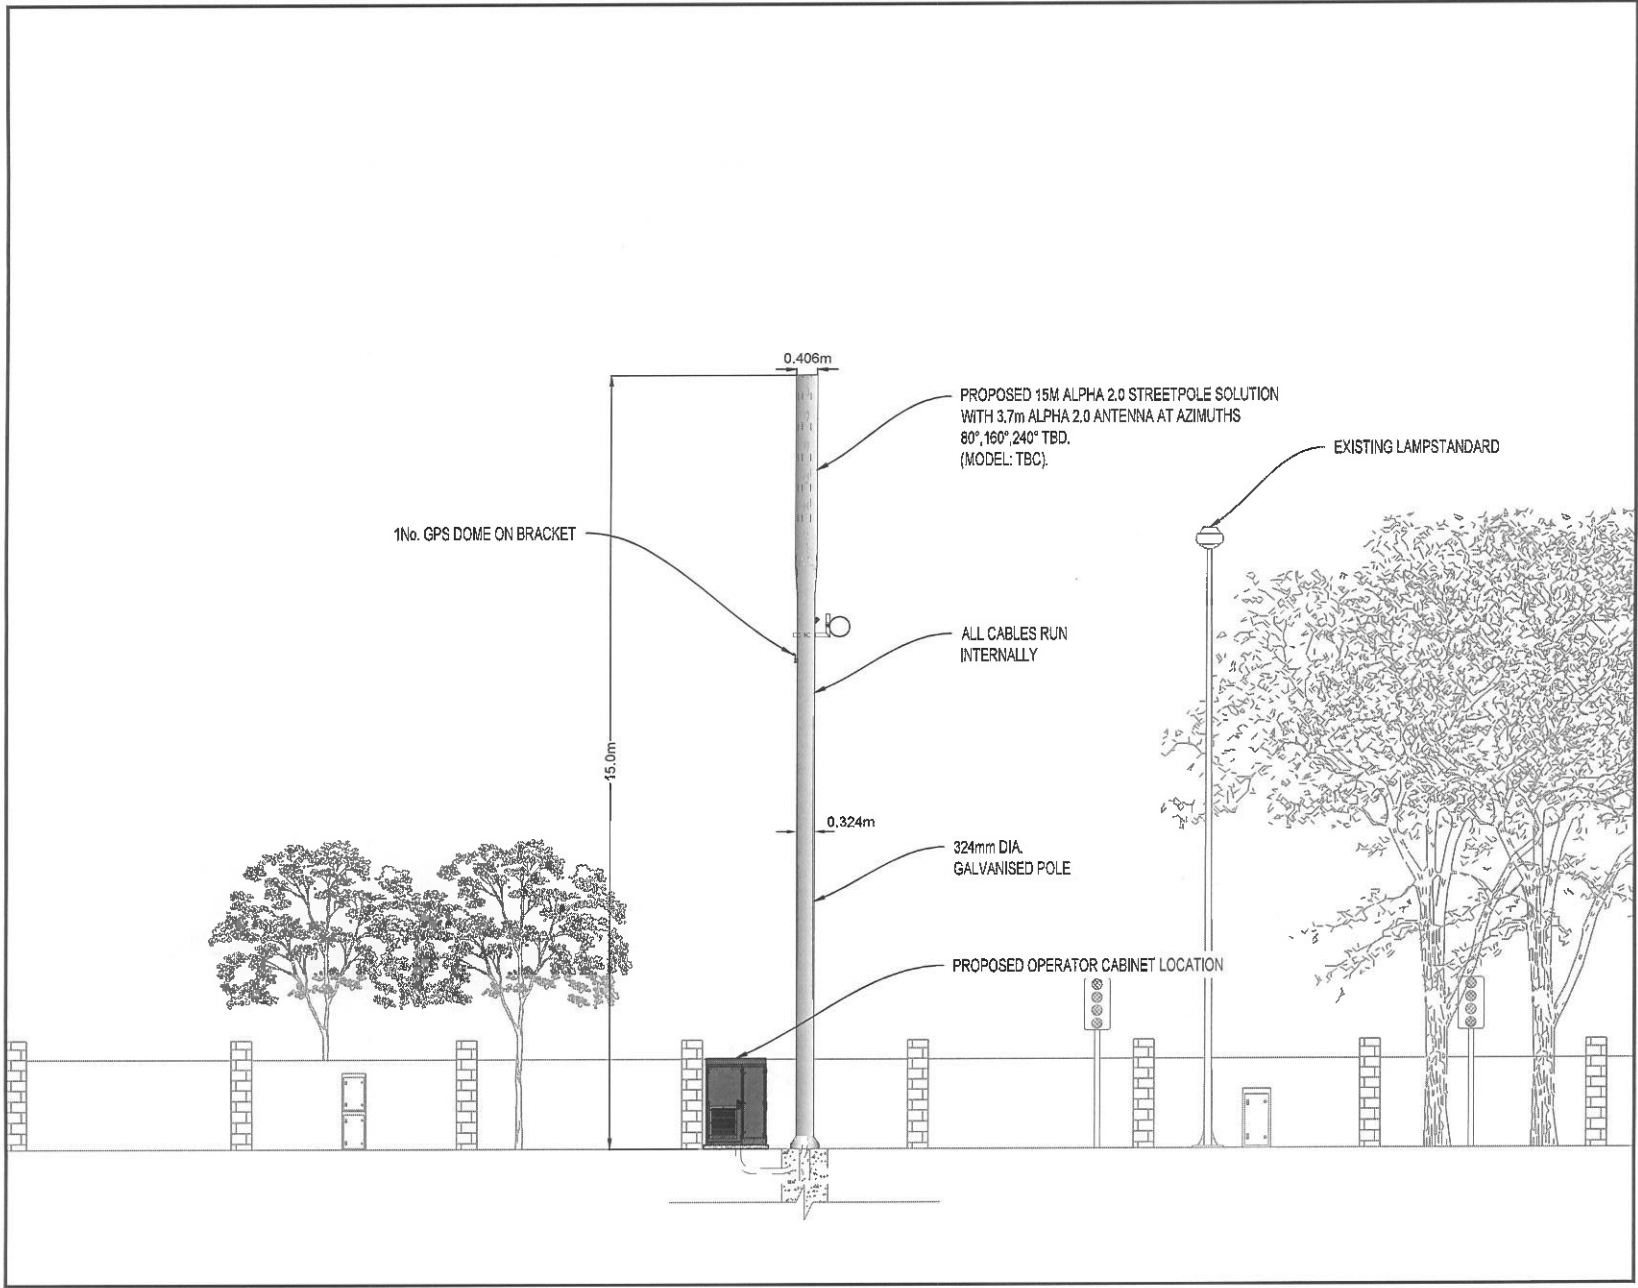 0.406m
PROPOSED 15M ALPHA 2.0 STREETPOLE SOLUTION
WITH 3.7m ALPHA 2.0 ANTENNA AT AZIMUTHS
80°,160°,240° TBD.
(MODEL: TBC).
EXISTING LAMPSTANDARD
1No. GPS DOME ON BRACKET
ALL CABLES RUN
INTERNALLY
15.0m
0.324m
324mm DIA.
GALVANISED POLE
PROPOSED OPERATOR CABINET LOCATION